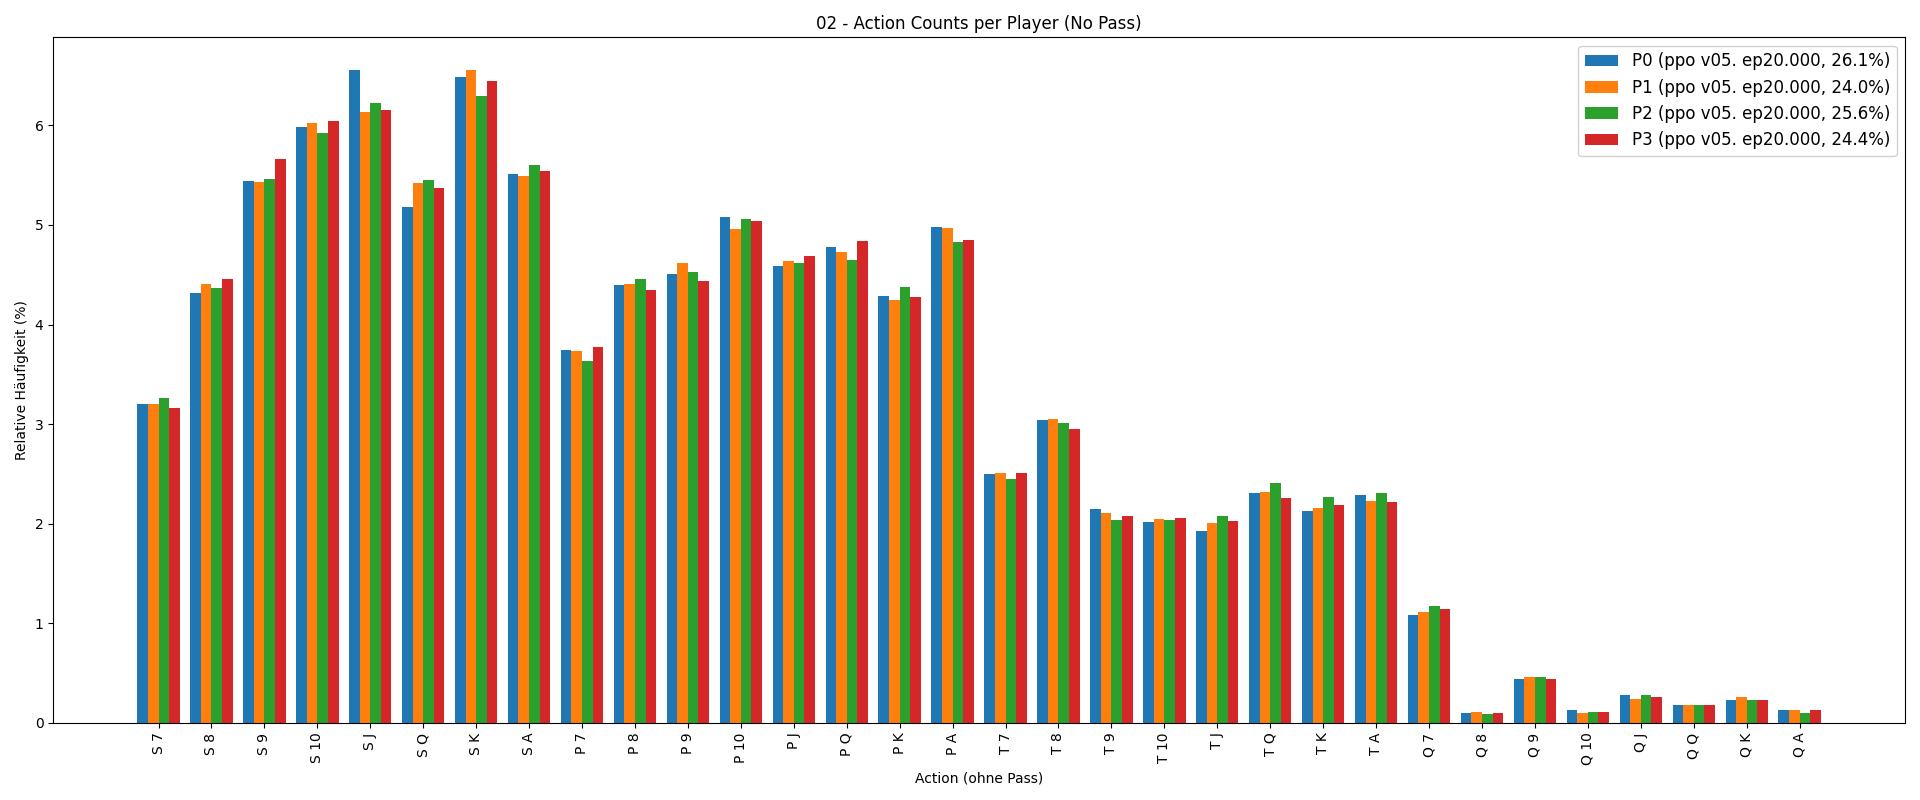 02 - Action Counts per Player (No Pass)
P0 (ppo v05. ep20.000, 26.1%)
P1 (ppo v05. ep20.000, 24.0%)
P2 (ppo v05. ep20.000, 25.6%)
P3 (ppo v05. ep20.000, 24.4%)
Relative Häufigkeit (%)
6
5
4
3
2
1
0
S 7
S 8
S 9
S 10
S J
S Q
S K
S A
P 7
P 8
P 9
P 10
P J
P Q
P K
P A
T 7
T 8
T 9
T 10
T J
T Q
T K
T A
Q 7
Q 8
Q 9
Q 10
Q J
Q Q
Q K
Q A
Action (ohne Pass)